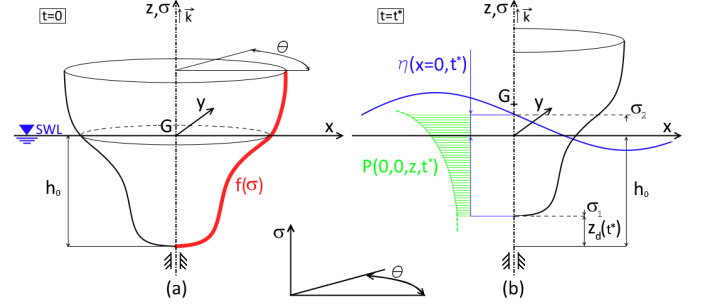 t=0
z,σ
k
θ
y
G
SWL
x
h₀
f(σ)
(a)
σ
θ
t=t*
z,σ
k
η(x=0,t*)
G
y
σ₂
x
P(0,0,z,t*)
h₀
σ₁
z_d(t*)
(b)